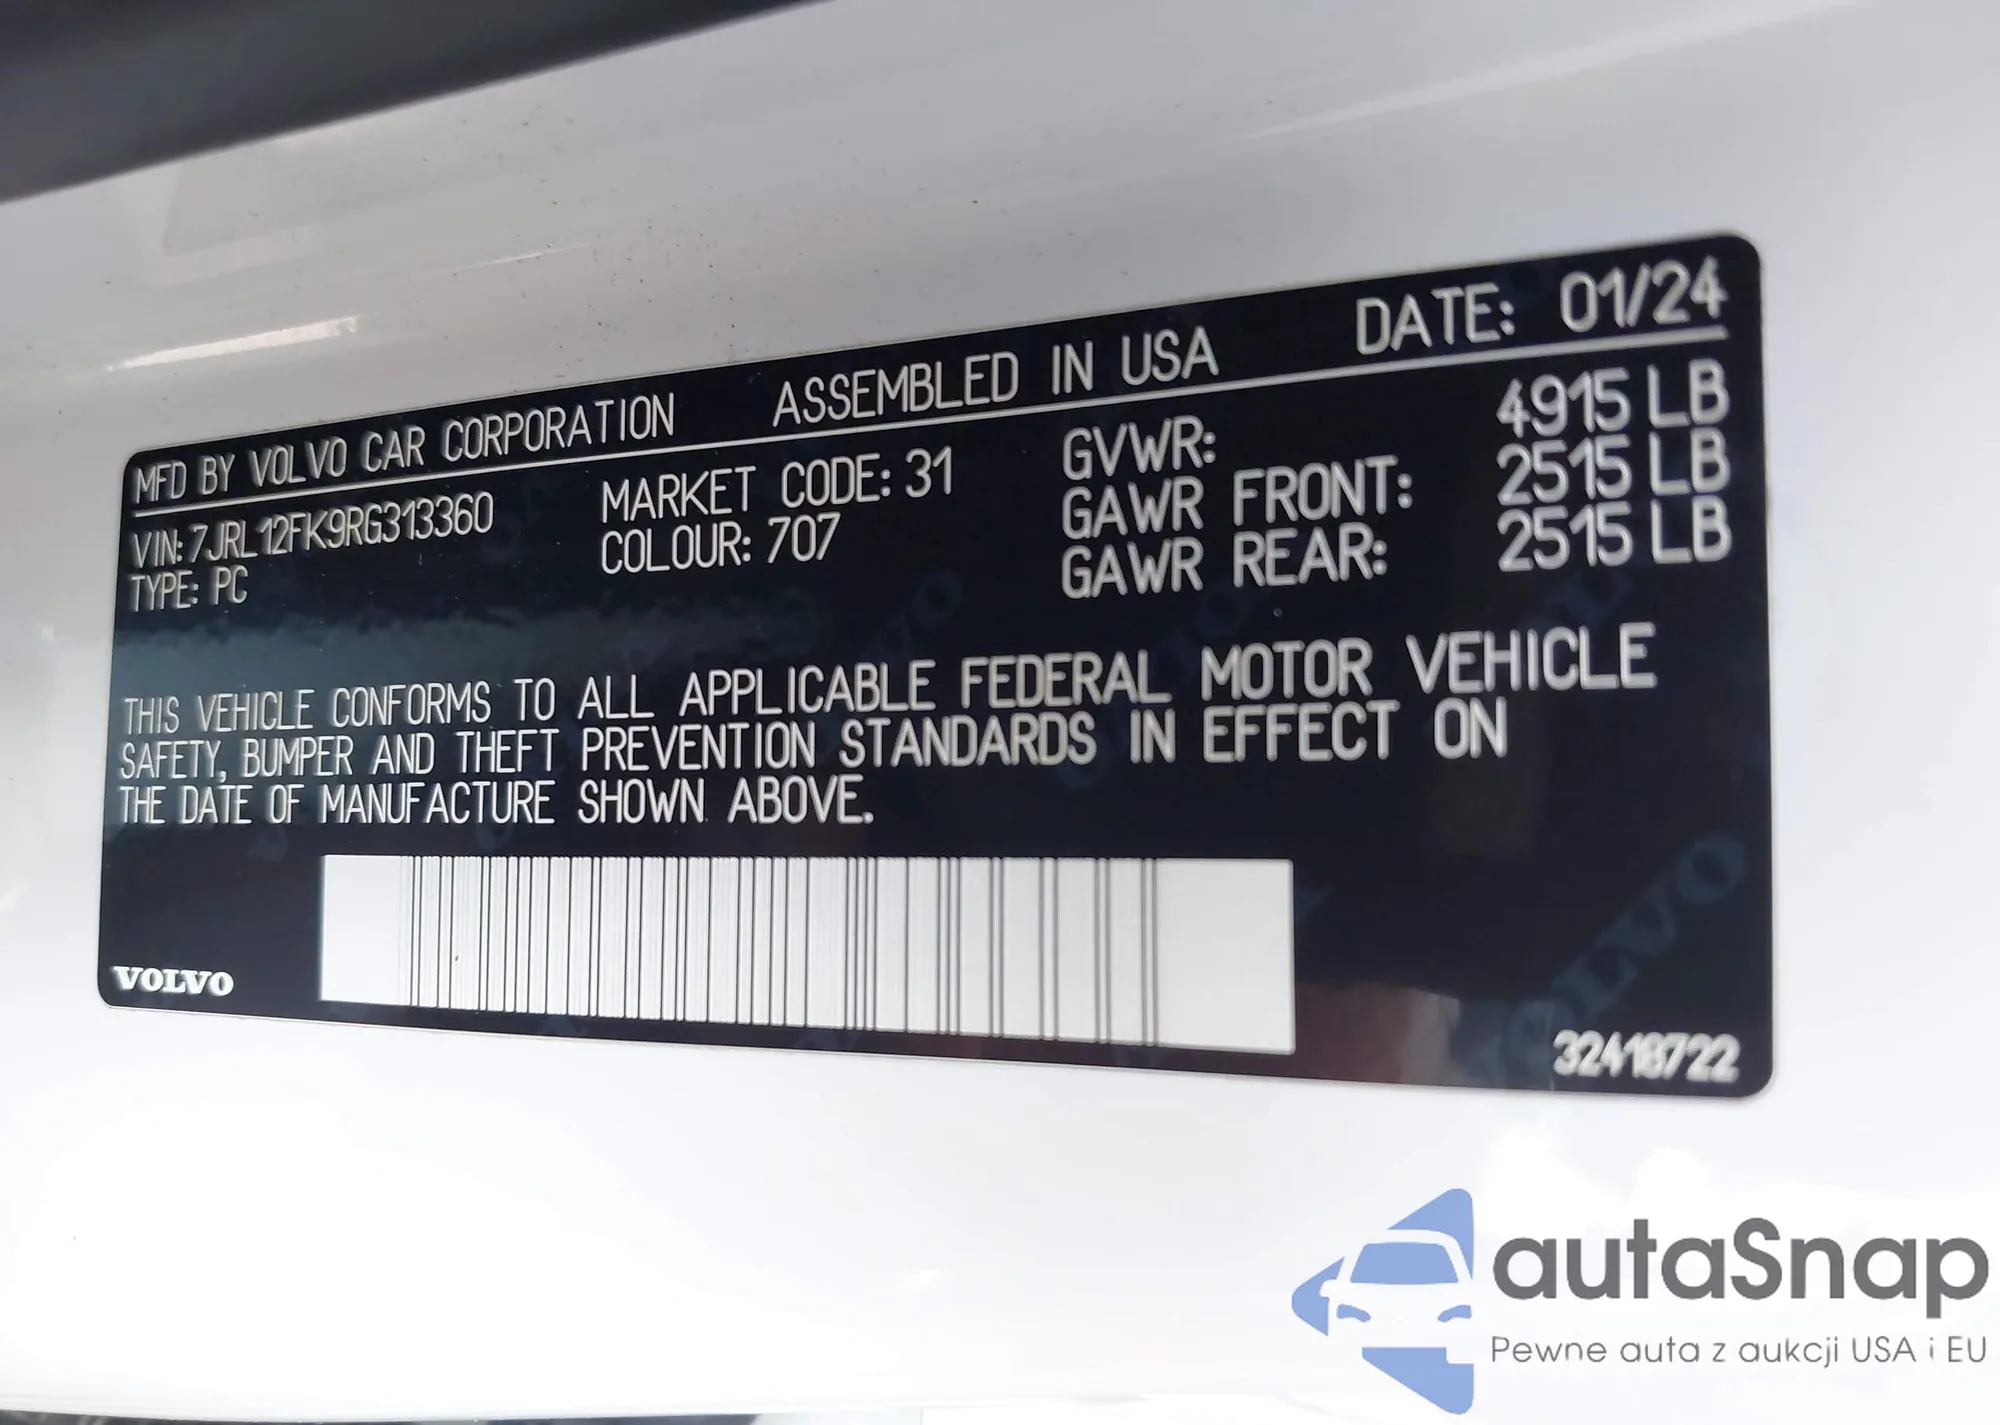 MFD BY VOLVO CAR CORPORATION ASSEMBLED IN USA DATE: 01/24
VIN: 7JRL12FK9RG313360 MARKET CODE: 31 GVWR: 4915 LB
TYPE: PC COLOUR: 707 GAWR FRONT: 2515 LB
GAWR REAR: 2515 LB
THIS VEHICLE CONFORMS TO ALL APPLICABLE FEDERAL MOTOR VEHICLE
SAFETY, BUMPER AND THEFT PREVENTION STANDARDS IN EFFECT ON
THE DATE OF MANUFACTURE SHOWN ABOVE.
VOLVO
32418722
autaSnap
Pewne auta z aukcji USA i EU